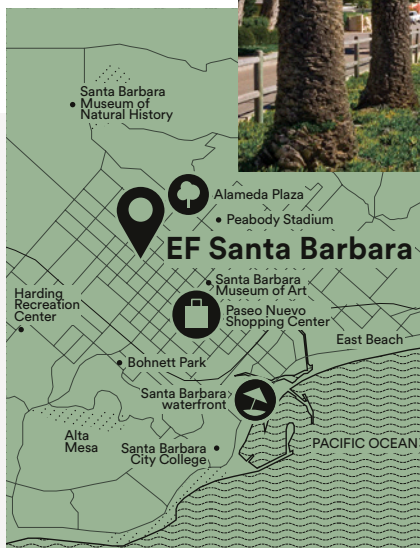 Santa Barbara
Museum of
Natural History
Alameda Plaza
Peabody Stadium
EF Santa Barbara
Santa Barbara
Museum of Art
Harding
Recreation
Center
Paseo Nuevo
Shopping Center
East Beach
Bohnett Park
Santa Barbara
waterfront
Alta
Mesa
Santa Barbara
City College
PACIFIC OCEAN